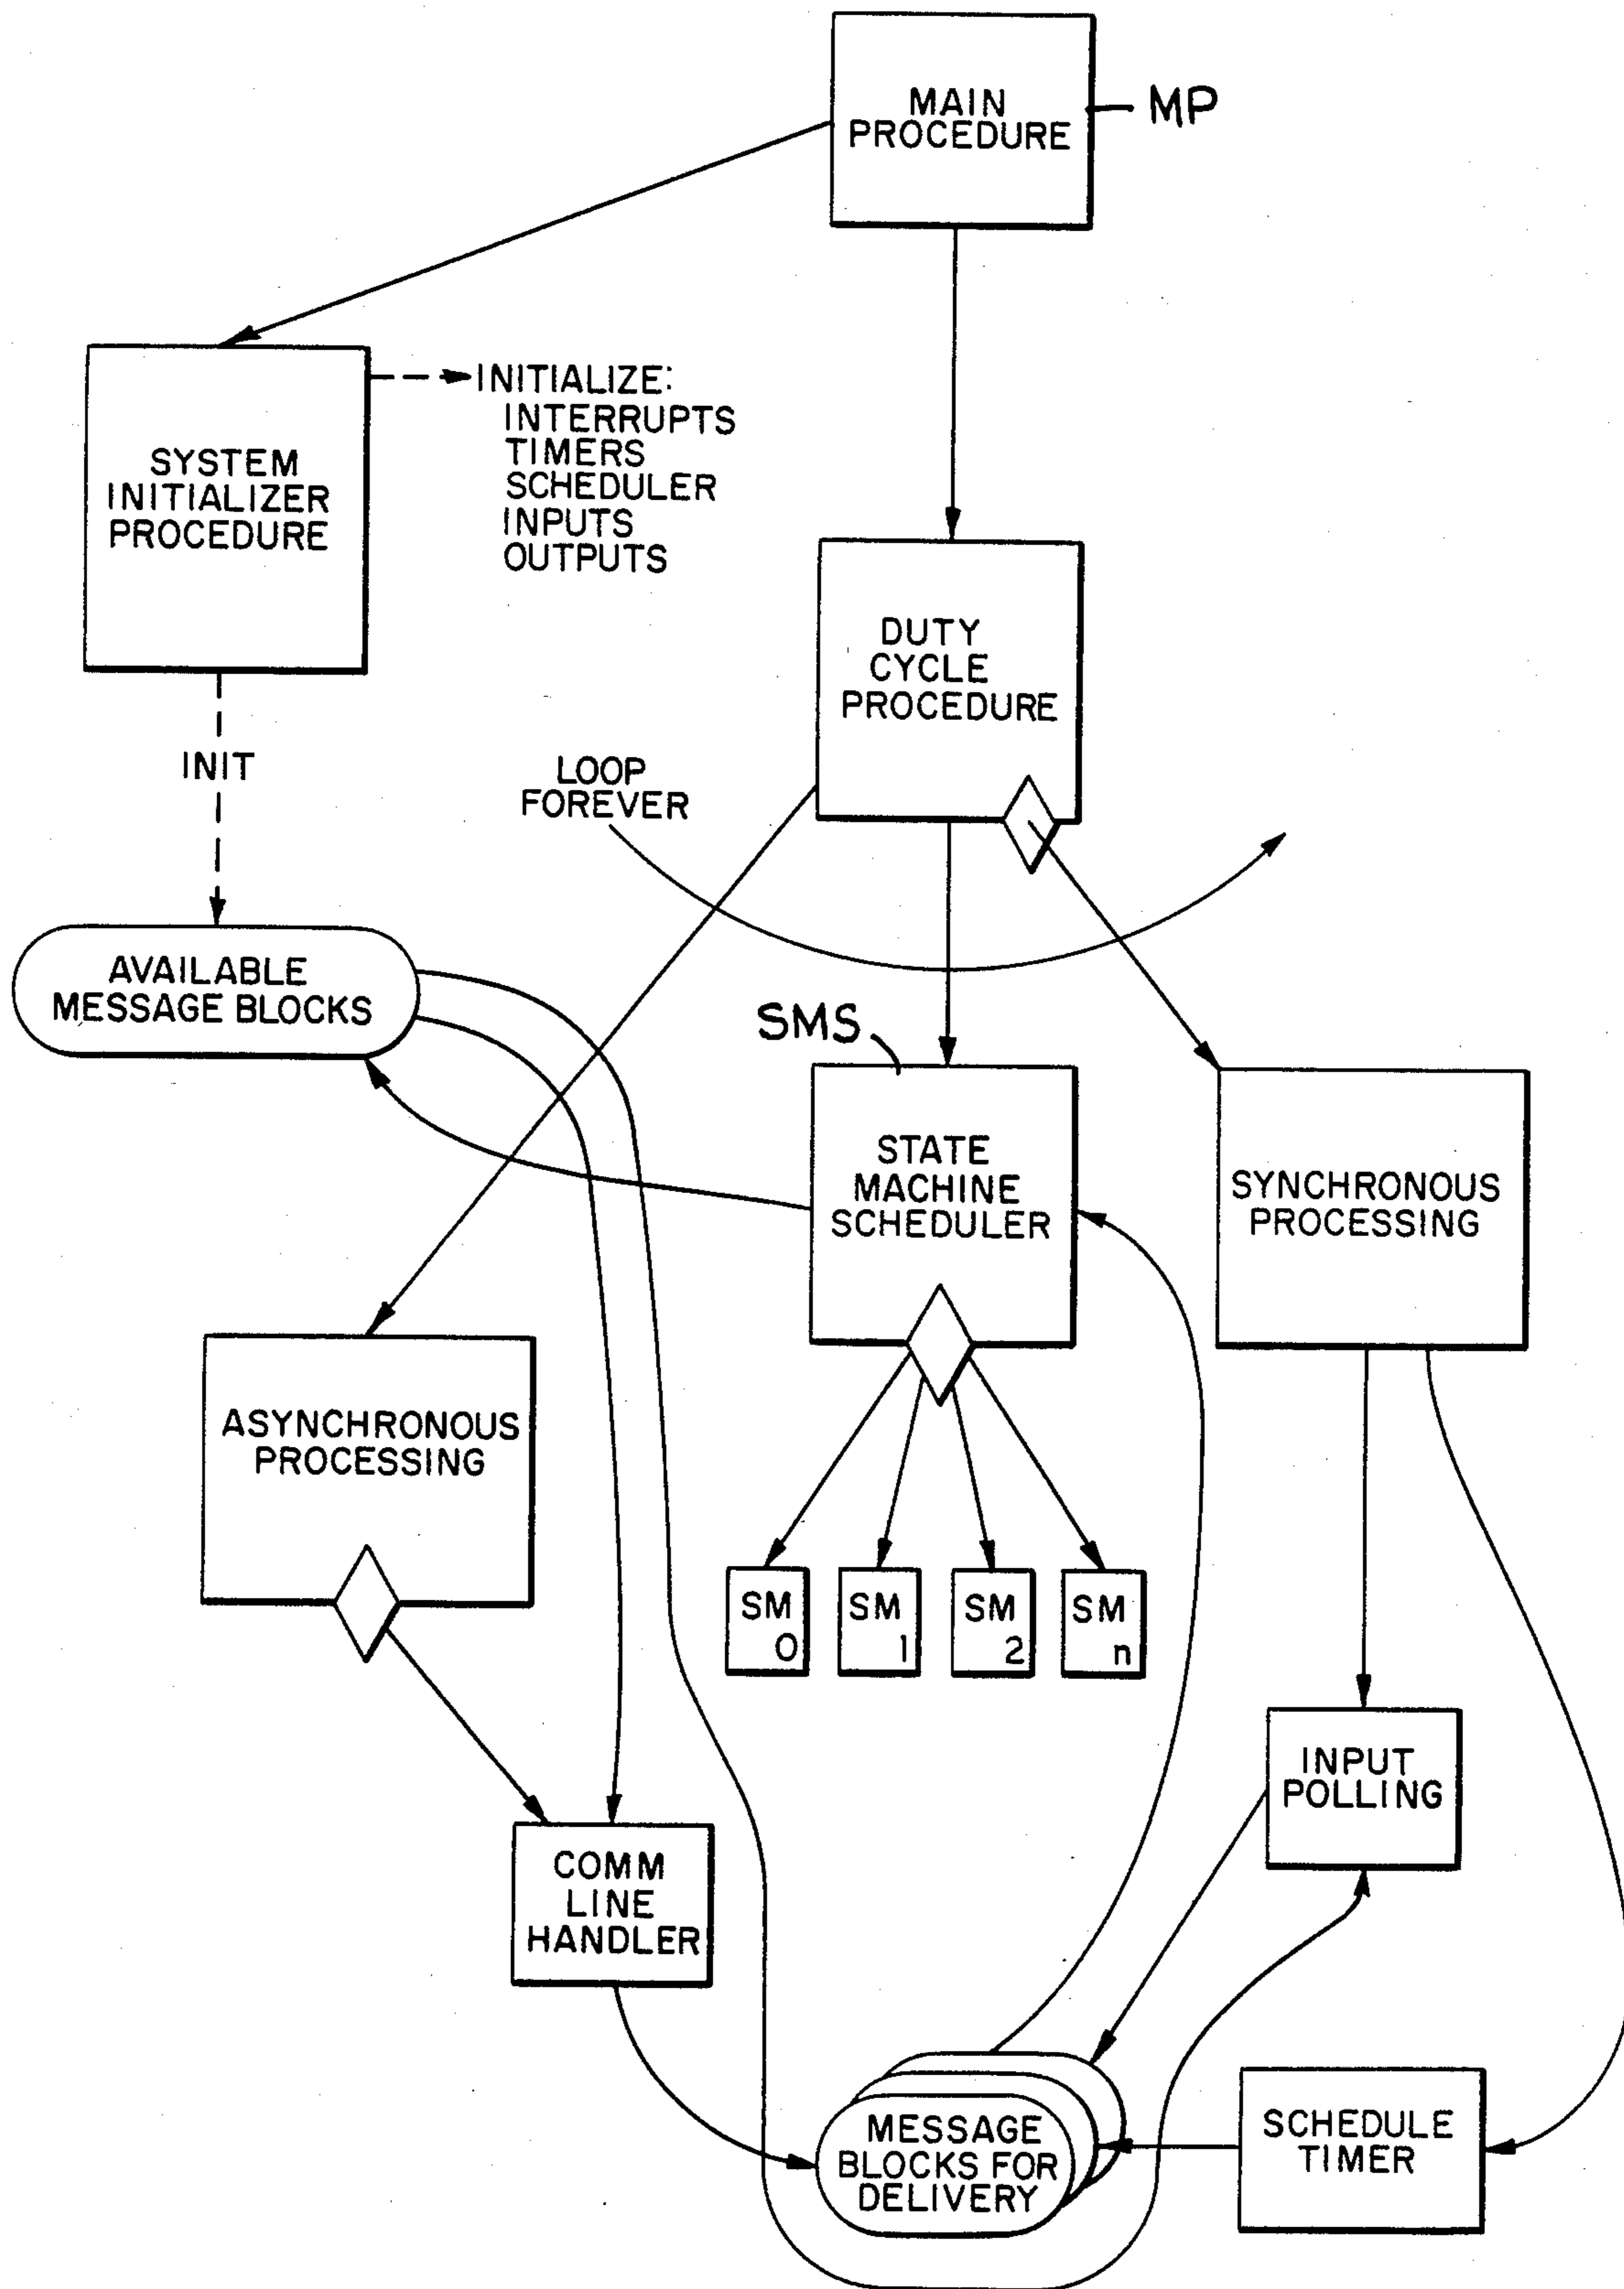 MAIN
PROCEDURE
MP
INITIALIZE:
INTERRUPTS
TIMERS
SCHEDULER
INPUTS
OUTPUTS
SYSTEM
INITIALIZER
PROCEDURE
DUTY
CYCLE
PROCEDURE
INIT
LOOP
FOREVER
AVAILABLE
MESSAGE BLOCKS
SMS
STATE
MACHINE
SCHEDULER
SYNCHRONOUS
PROCESSING
ASYNCHRONOUS
PROCESSING
SM
0
SM
1
SM
2
SM
n
INPUT
POLLING
COMM
LINE
HANDLER
MESSAGE
BLOCKS FOR
DELIVERY
SCHEDULE
TIMER